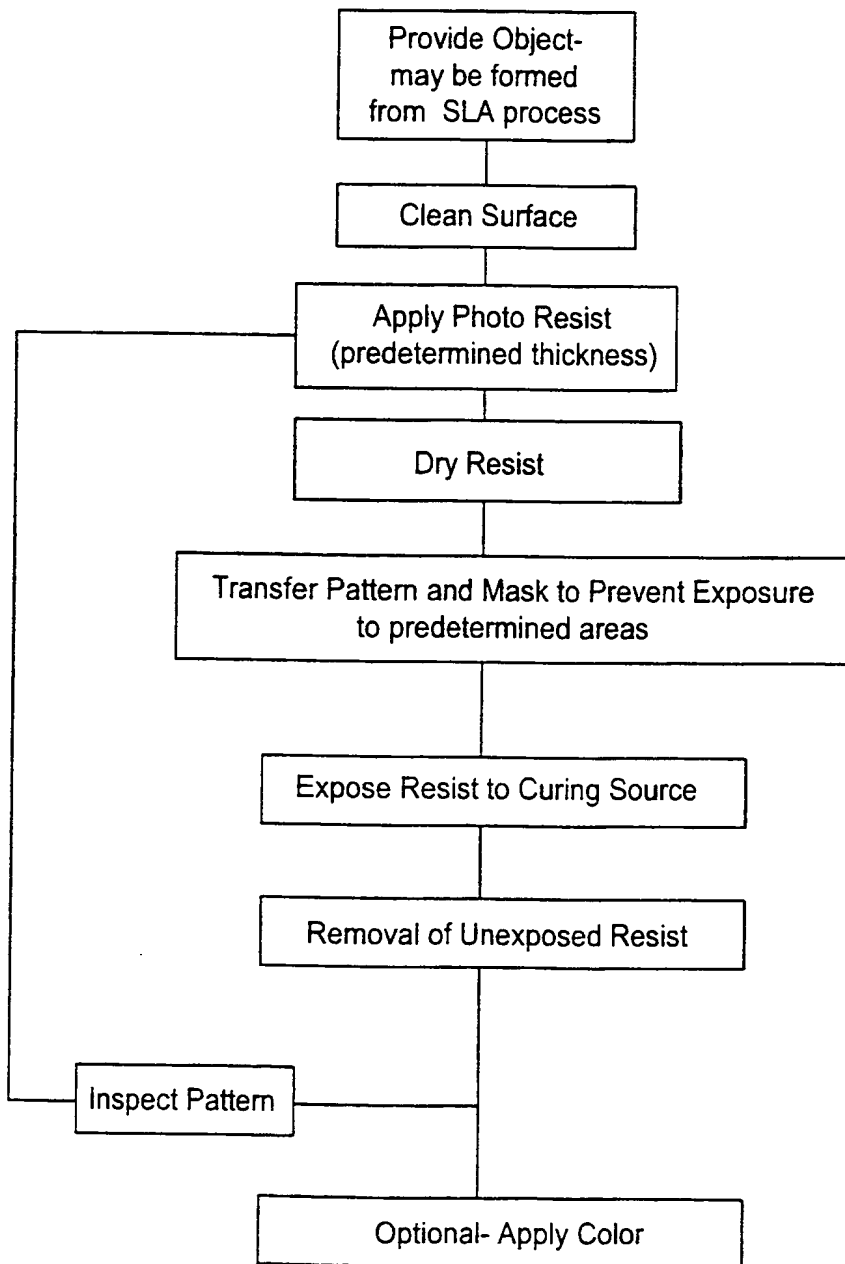 Provide Object-
may be formed
from SLA process
Clean Surface
Apply Photo Resist
(predetermined thickness)
Dry Resist
Transfer Pattern and Mask to Prevent Exposure
to predetermined areas
Expose Resist to Curing Source
Removal of Unexposed Resist
Inspect Pattern
Optional- Apply Color